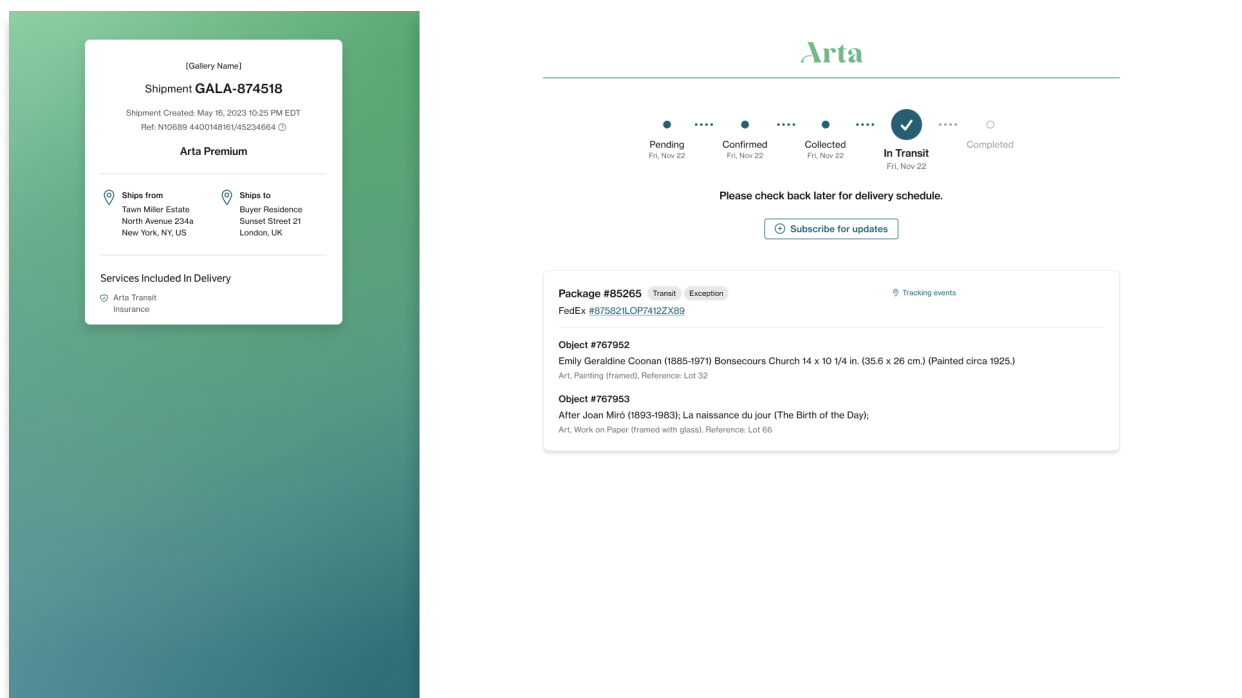 [Gallery Name]
Shipment GALA-874518
Shipment Created: May 16, 2023 10:25 PM EDT
Ref: N10689 4400148161/45234664
Arta Premium
Ships from
Tawn Miller Estate
North Avenue 234a
New York, NY, US
Ships to
Buyer Residence
Sunset Street 21
London, UK
Services Included In Delivery
Arta Transit
Insurance
Arta
Pending
Fri, Nov 22
Confirmed
Fri, Nov 22
Collected
Fri, Nov 22
In Transit
Fri, Nov 22
Completed
Please check back later for delivery schedule.
Subscribe for updates
Package #85265 Transit Exception
Tracking events
FedEx #875821LOP7412ZX89
Object #767952
Emily Geraldine Coonan (1885-1971) Bonsecours Church 14 x 10 1/4 in. (35.6 x 26 cm.) (Painted circa 1925.)
Art, Painting (framed), Reference: Lot 32
Object #767953
After Joan Miró (1893-1983); La naissance du jour (The Birth of the Day);
Art, Work on Paper (framed with glass), Reference: Lot 66